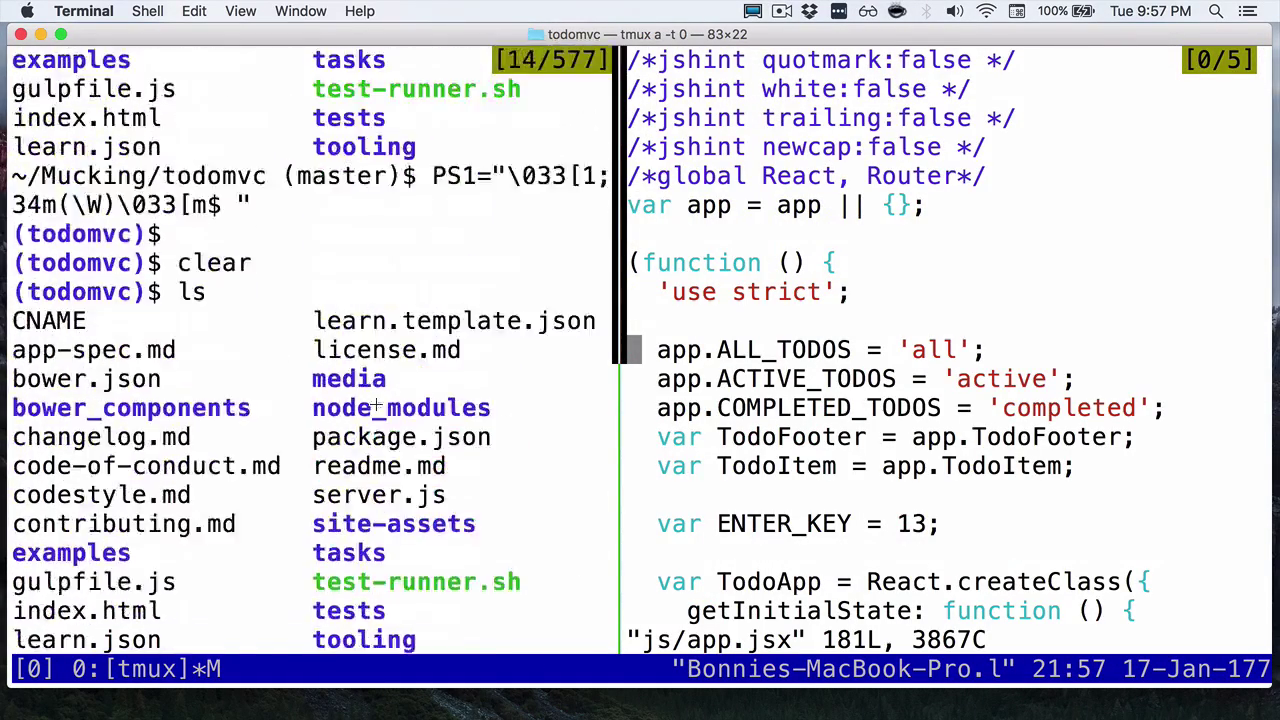 Terminal Shell Edit View Window Help 100% Tue 9:57 PM
todomvc — tmux a -t 0 — 83×22
examples tasks [14/577]
gulpfile.js test-runner.sh
index.html tests
learn.json tooling
~/Mucking/todomvc (master)$ PS1="\033[1;
34m(\W)\033[m$ "
(todomvc)$
(todomvc)$ clear
(todomvc)$ ls
CNAME learn.template.json
app-spec.md license.md
bower.json media
bower_components node_modules
changelog.md package.json
code-of-conduct.md readme.md
codestyle.md server.js
contributing.md site-assets
examples tasks
gulpfile.js test-runner.sh
index.html tests
learn.json tooling
/*jshint quotmark:false */ [0/5]
/*jshint white:false */
/*jshint trailing:false */
/*jshint newcap:false */
/*global React, Router*/
var app = app || {};
(function () {
'use strict';
app.ALL_TODOS = 'all';
app.ACTIVE_TODOS = 'active';
app.COMPLETED_TODOS = 'completed';
var TodoFooter = app.TodoFooter;
var TodoItem = app.TodoItem;
var ENTER_KEY = 13;
var TodoApp = React.createClass({
getInitialState: function () {
"js/app.jsx" 181L, 3867C
[0] 0:[tmux]*M "Bonnies-MacBook-Pro.l" 21:57 17-Jan-177